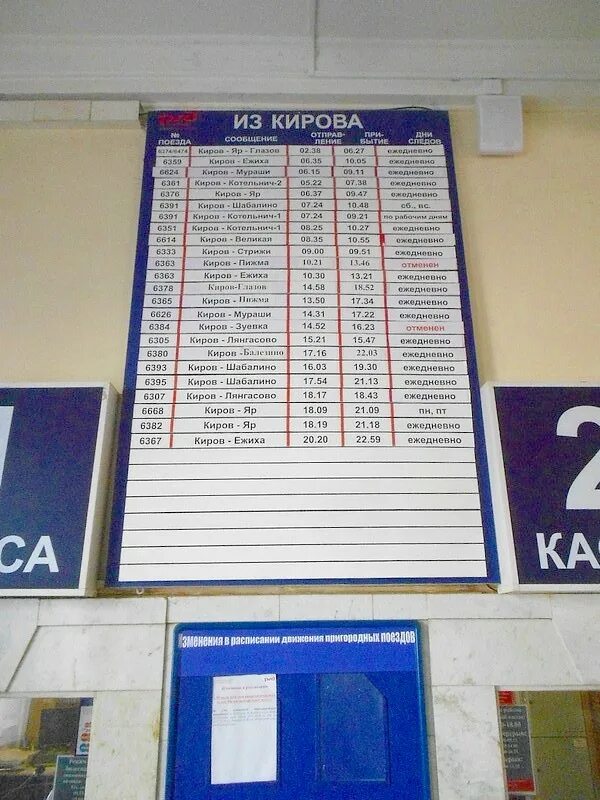 ИЗ КИРОВА
№ ПОЕЗДА СООБЩЕНИЕ ОТПРАВ-ЛЕНИЕ ПРИ-БЫТИЕ ДНИ СЛЕДОВ.
6374/6474 Киров - Яр - Глазов 02.38 06.27 ежедневно
6359 Киров - Ежиха 06.35 10.05 ежедневно
6624 Киров - Мураши 06.15 09.11 ежедневно
6361 Киров - Котельнич-2 05.22 07.38 ежедневно
6376 Киров - Яр 06.37 09.47 ежедневно
6391 Киров - Шабалино 07.24 10.48 сб., вс.
6391 Киров - Котельнич-1 07.24 09.21 по рабочим дням
6351 Киров - Котельнич-1 08.25 10.27 ежедневно
6614 Киров - Великая 08.35 10.55 ежедневно
6333 Киров - Стрижи 09.00 09.51 ежедневно
6363 Киров - Пижма 10.21 13.46 отменен
6363 Киров - Ежиха 10.30 13.21 ежедневно
6378 Киров-Глазов 14.58 18.52 ежедневно
6365 Киров - Пижма 13.50 17.34 ежедневно
6626 Киров - Мураши 14.31 17.22 ежедневно
6384 Киров - Зуевка 14.52 16.23 отменен
6305 Киров - Лянгасово 15.21 15.47 ежедневно
6380 Киров -Балезино 17.16 22.03 ежедневно
6393 Киров - Шабалино 16.03 19.30 ежедневно
6395 Киров - Шабалино 17.54 21.13 ежедневно
6307 Киров - Лянгасово 18.17 18.43 ежедневно
6668 Киров - Яр 18.09 21.09 пн, пт
6382 Киров - Яр 18.19 21.18 ежедневно
6367 Киров - Ежиха 20.20 22.59 ежедневно
СА
2
КА
зменения в расписании движения пригородных поездов